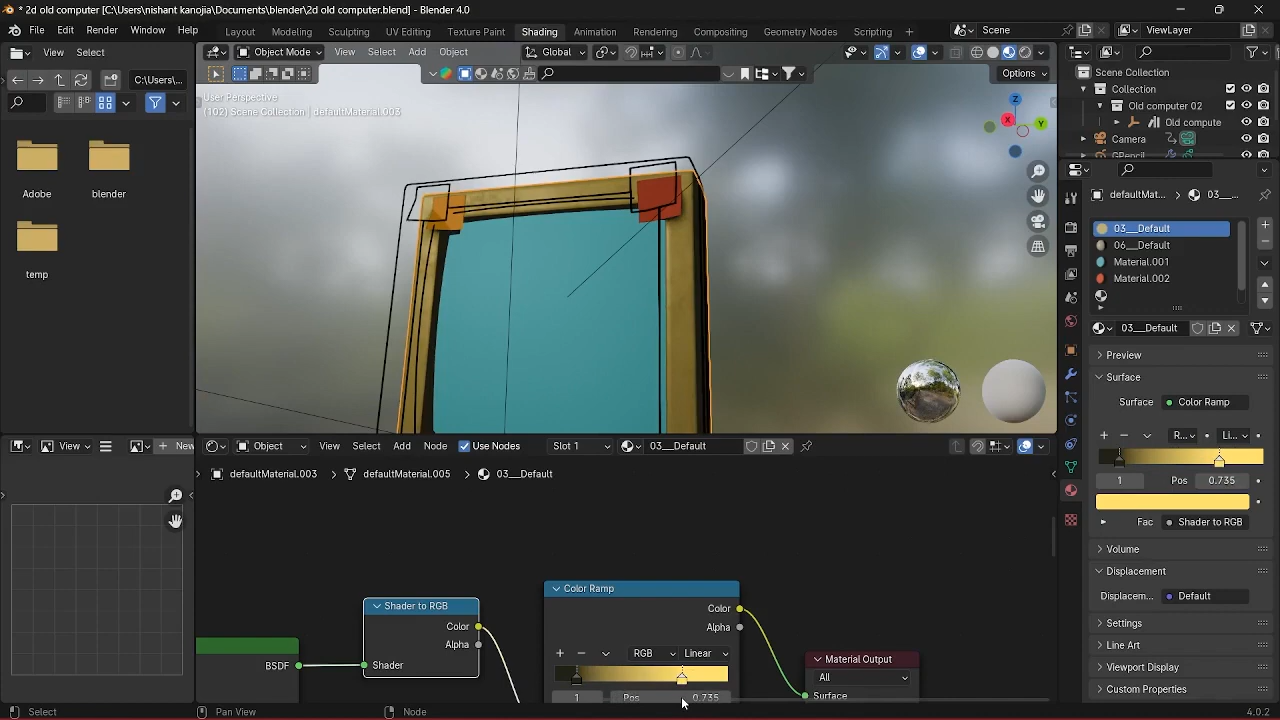 * 2d old computer [C:\Users\nishant kanojia\Documents\blender\2d old computer.blend] - Blender 4.0
File Edit Render Window Help
Layout Modeling Sculpting UV Editing Texture Paint Shading Animation Rendering Compositing Geometry Nodes Scripting +
Scene
ViewLayer
View Select
Object Mode View Select Add Object
Global
C:\Users\...
Options
User Perspective
(102) Scene Collection | defaultMaterial.003
Z
X
Y
Adobe
blender
temp
Scene Collection
Collection
Old computer 02
Old compute
Camera
GPencil
defaultMat... > 03__...
03__Default
06__Default
Material.001
Material.002
03__Default
Preview
Surface
Surface Color Ramp
R... Li...
1 Pos 0.735
Fac Shader to RGB
Volume
Displacement
Displacem... Default
Settings
Line Art
Viewport Display
Custom Properties
View
+ New
Object View Select Add Node Use Nodes Slot 1 03__Default
defaultMaterial.003 > defaultMaterial.005 > 03__Default
BSDF
Shader to RGB
Color
Alpha
Shader
Color Ramp
Color
Alpha
RGB Linear
1 Pos 0.735
Material Output
All
Surface
Select Pan View Node 4.0.2